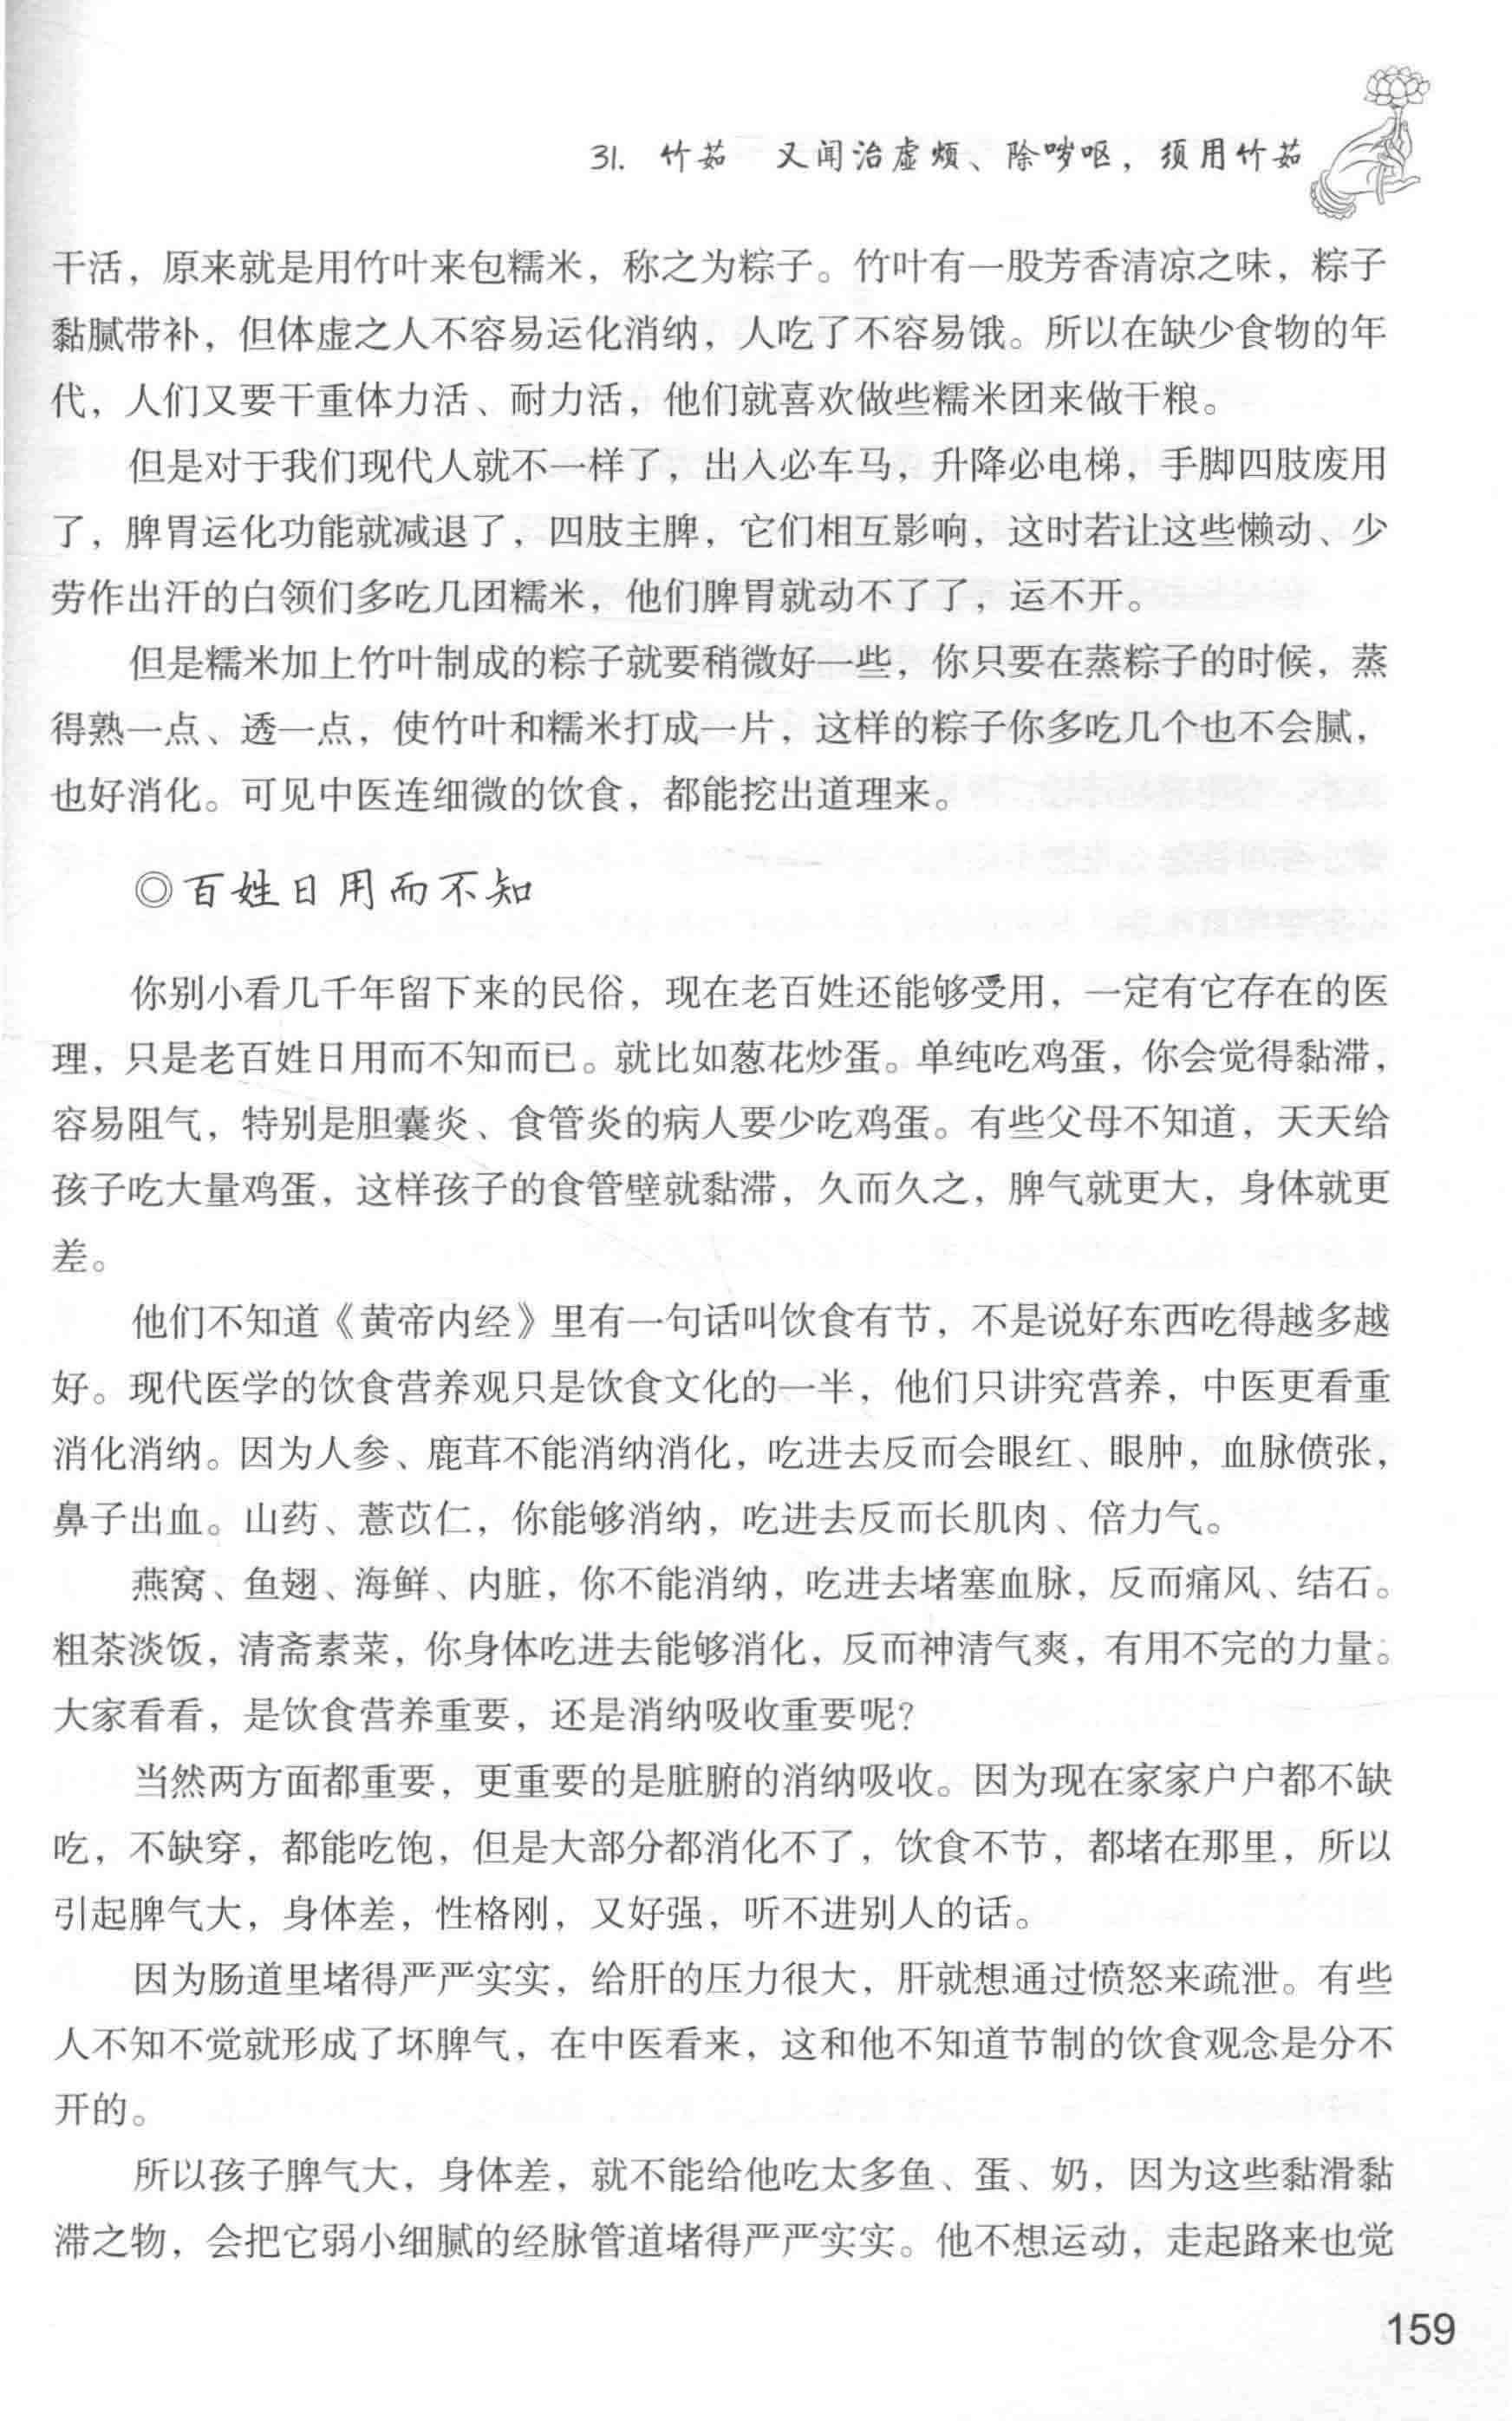 31. 竹茹　又闻治虚烦、除哕呕，须用竹茹
干活，原来就是用竹叶来包糯米，称之为粽子。竹叶有一股芳香清凉之味，粽子
黏腻带补，但体虚之人不容易运化消纳，人吃了不容易饿。所以在缺少食物的年
代，人们又要干重体力活、耐力活，他们就喜欢做些糯米团来做干粮。
但是对于我们现代人就不一样了，出入必车马，升降必电梯，手脚四肢废用
了，脾胃运化功能就减退了，四肢主脾，它们相互影响，这时若让这些懒动、少
劳作出汗的白领们多吃几团糯米，他们脾胃就动不了了，运不开。
但是糯米加上竹叶制成的粽子就要稍微好一些，你只要在蒸粽子的时候，蒸
得熟一点、透一点，使竹叶和糯米打成一片，这样的粽子你多吃几个也不会腻，
也好消化。可见中医连细微的饮食，都能挖出道理来。
◎百姓日用而不知
你别小看几千年留下来的民俗，现在老百姓还能够受用，一定有它存在的医
理，只是老百姓日用而不知而已。就比如葱花炒蛋。单纯吃鸡蛋，你会觉得黏滞，
容易阻气，特别是胆囊炎、食管炎的病人要少吃鸡蛋。有些父母不知道，天天给
孩子吃大量鸡蛋，这样孩子的食管壁就黏滞，久而久之，脾气就更大，身体就更
差。
他们不知道《黄帝内经》里有一句话叫饮食有节，不是说好东西吃得越多越
好。现代医学的饮食营养观只是饮食文化的一半，他们只讲究营养，中医更看重
消化消纳。因为人参、鹿茸不能消纳消化，吃进去反而会眼红、眼肿，血脉偾张，
鼻子出血。山药、薏苡仁，你能够消纳，吃进去反而长肌肉、倍力气。
燕窝、鱼翅、海鲜、内脏，你不能消纳，吃进去堵塞血脉，反而痛风、结石。
粗茶淡饭，清斋素菜，你身体吃进去能够消化，反而神清气爽，有用不完的力量。
大家看看，是饮食营养重要，还是消纳吸收重要呢？
当然两方面都重要，更重要的是脏腑的消纳吸收。因为现在家家户户都不缺
吃，不缺穿，都能吃饱，但是大部分都消化不了，饮食不节，都堵在那里，所以
引起脾气大，身体差，性格刚，又好强，听不进别人的话。
因为肠道里堵得严严实实，给肝的压力很大，肝就想通过愤怒来疏泄。有些
人不知不觉就形成了坏脾气，在中医看来，这和他不知道节制的饮食观念是分不
开的。
所以孩子脾气大，身体差，就不能给他吃太多鱼、蛋、奶，因为这些黏滑黏
滞之物，会把它弱小细腻的经脉管道堵得严严实实。他不想运动，走起路来也觉
159